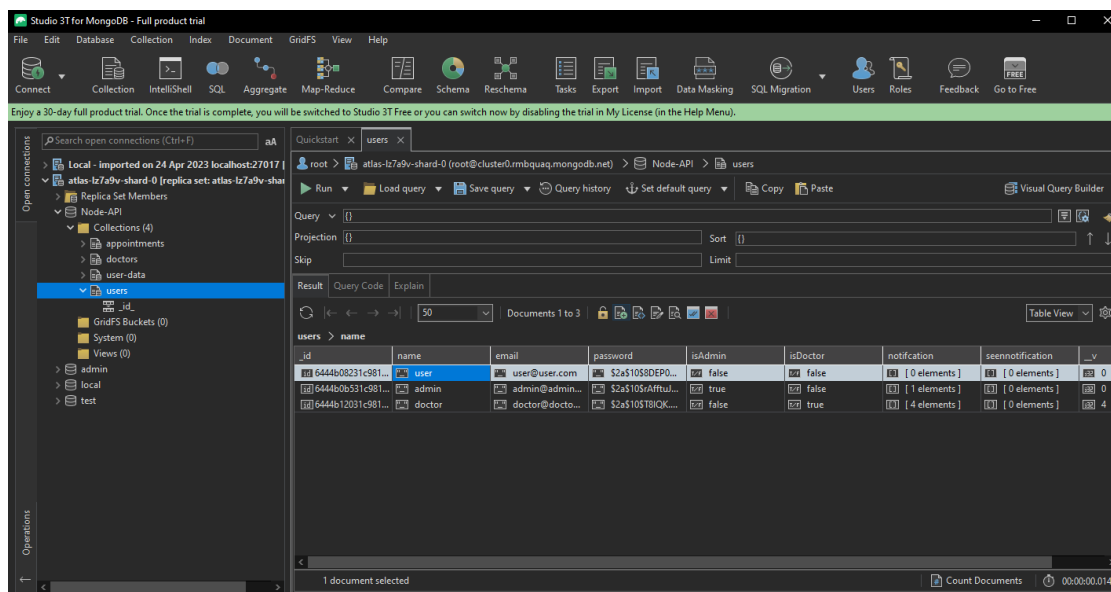 Studio 3T for MongoDB - Full product trial
File Edit Database Collection Index Document GridFS View Help
Connect Collection IntelliShell SQL Aggregate Map-Reduce Compare Schema Reschema Tasks Export Import Data Masking SQL Migration Users Roles Feedback FREE Go to Free
Enjoy a 30-day full product trial. Once the trial is complete, you will be switched to Studio 3T Free or you can switch now by disabling the trial in My License (in the Help Menu).
Open connections
Search open connections (Ctrl+F) aA
Local - imported on 24 Apr 2023 localhost:27017 [
atlas-lz7a9v-shard-0 [replica set: atlas-lz7a9v-shar
Replica Set Members
Node-API
Collections (4)
appointments
doctors
user-data
users
_id_
GridFS Buckets (0)
System (0)
Views (0)
admin
local
test
Operations
Quickstart users
root > atlas-lz7a9v-shard-0 (root@cluster0.rmbquaq.mongodb.net) > Node-API > users
Run Load query Save query Query history Set default query Copy Paste Visual Query Builder
Query {}
Projection {} Sort {}
Skip Limit
Result Query Code Explain
50 Documents 1 to 3 Table View
users > name
_id name email password isAdmin isDoctor notifcation seennotification __v
6444b08231c981... user user@user.com $2a$10$8DEP0... false false [ 0 elements ] [ 0 elements ] 0
6444b0b531c981... admin admin@admin... $2a$10$rAfftuJ... true false [ 1 elements ] [ 0 elements ] 0
6444b12031c981... doctor doctor@docto... $2a$10$T8IQK.... false true [ 4 elements ] [ 0 elements ] 4
1 document selected Count Documents 00:00:00.014